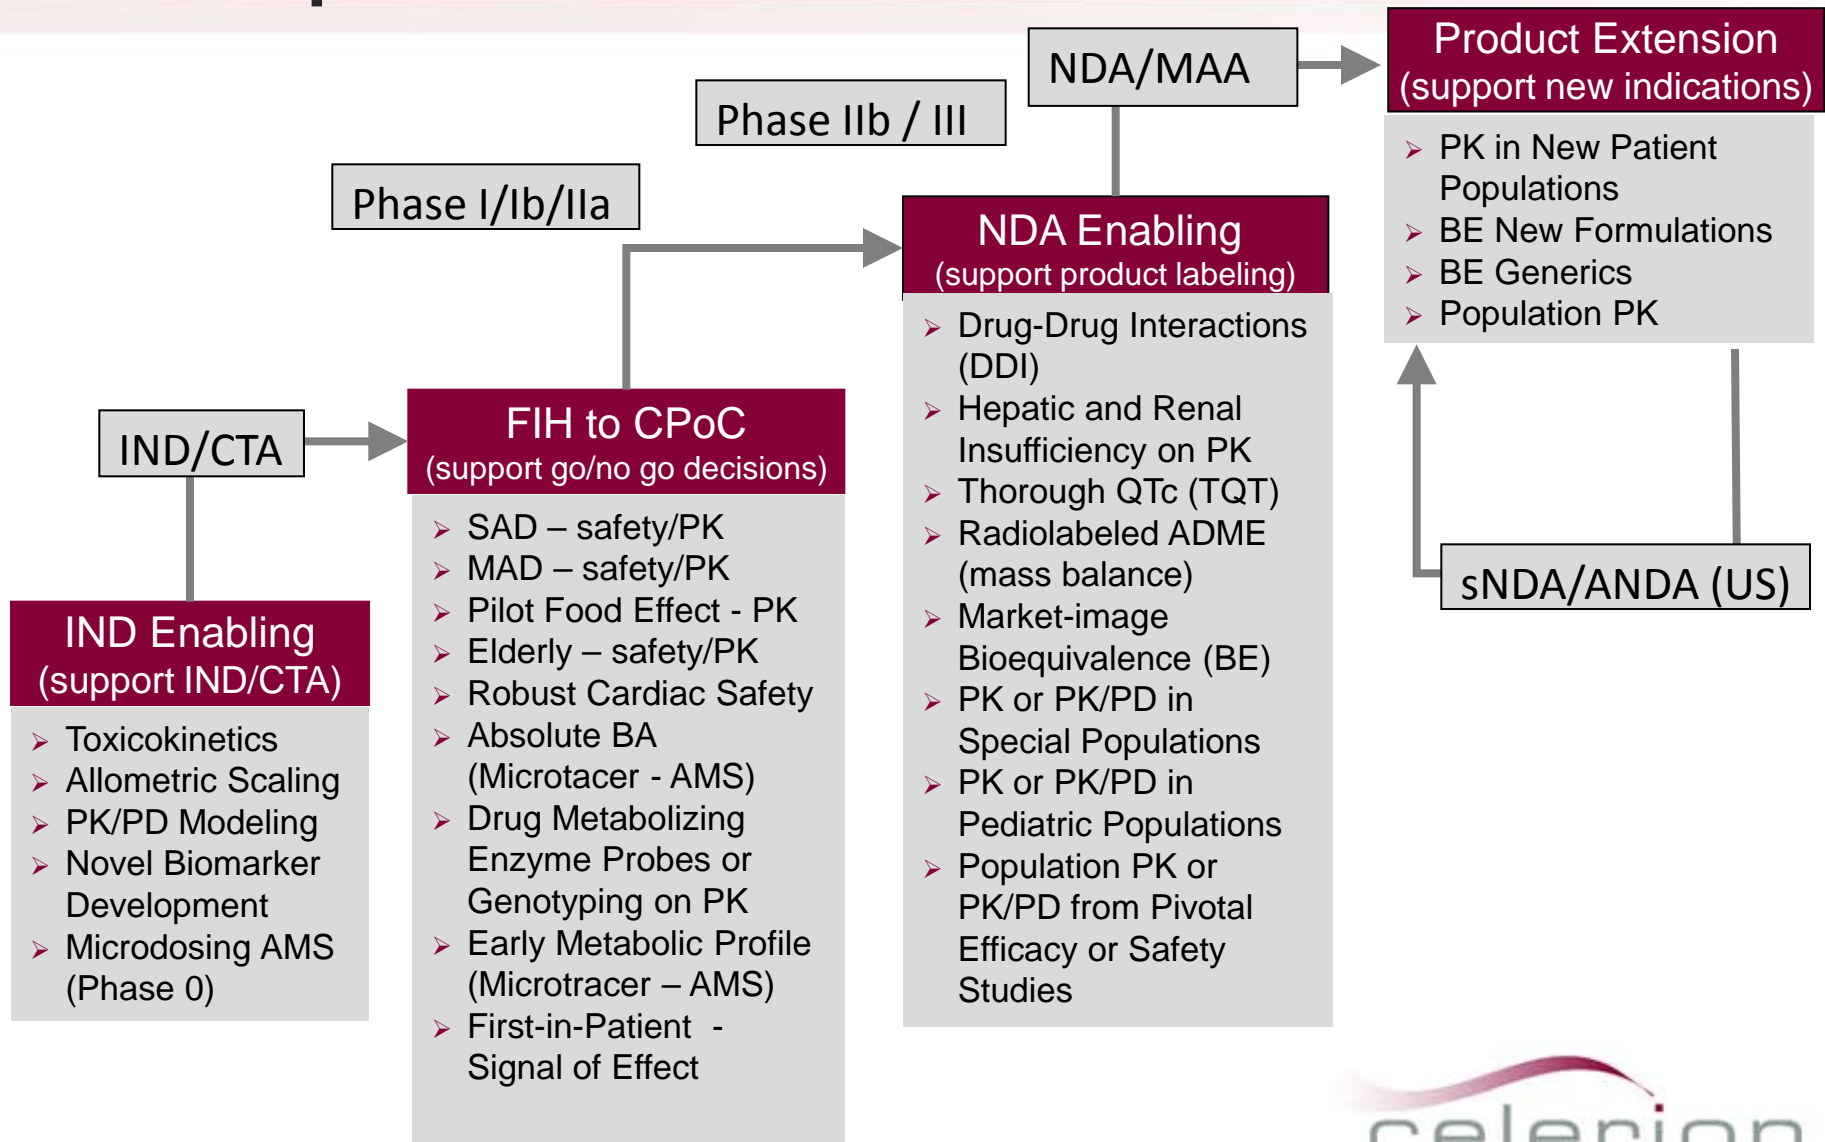 IND/CTA
IND Enabling
(support IND/CTA)
➢ Toxicokinetics
➢ Allometric Scaling
➢ PK/PD Modeling
➢ Novel Biomarker
Development
➢ Microdosing AMS
(Phase 0)
Phase I/Ib/IIa
FIH to CPoC
(support go/no go decisions)
➢ SAD – safety/PK
➢ MAD – safety/PK
➢ Pilot Food Effect - PK
➢ Elderly – safety/PK
➢ Robust Cardiac Safety
➢ Absolute BA
(Microtacer - AMS)
➢ Drug Metabolizing
Enzyme Probes or
Genotyping on PK
➢ Early Metabolic Profile
(Microtracer – AMS)
➢ First-in-Patient -
Signal of Effect
Phase IIb / III
NDA/MAA
NDA Enabling
(support product labeling)
➢ Drug-Drug Interactions
(DDI)
➢ Hepatic and Renal
Insufficiency on PK
➢ Thorough QTc (TQT)
➢ Radiolabeled ADME
(mass balance)
➢ Market-image
Bioequivalence (BE)
➢ PK or PK/PD in
Special Populations
➢ PK or PK/PD in
Pediatric Populations
➢ Population PK or
PK/PD from Pivotal
Efficacy or Safety
Studies
Product Extension
(support new indications)
➢ PK in New Patient
Populations
➢ BE New Formulations
➢ BE Generics
➢ Population PK
sNDA/ANDA (US)
celerion